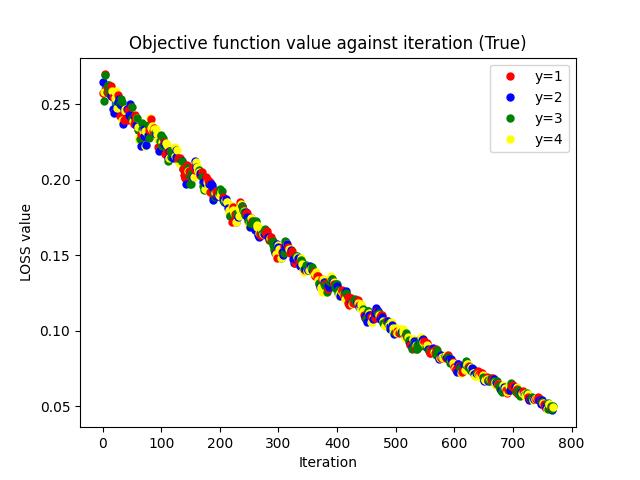 Objective function value against iteration (True)
y=1
y=2
y=3
y=4
LOSS value
0.25
0.20
0.15
0.10
0.05
0 100 200 300 400 500 600 700 800
Iteration